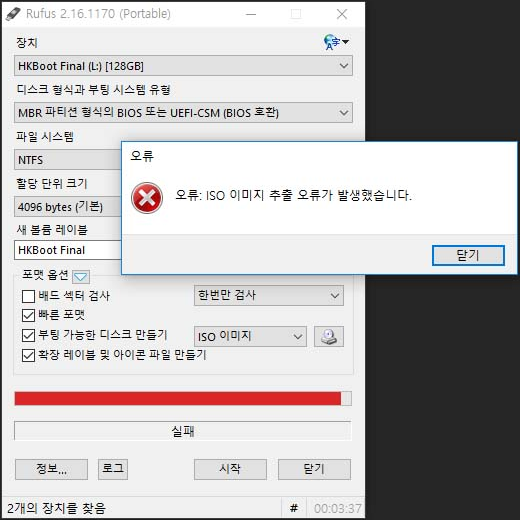 Rufus 2.16.1170 (Portable)
장치
HKBoot Final (L:) [128GB]
디스크 형식과 부팅 시스템 유형
MBR 파티션 형식의 BIOS 또는 UEFI-CSM (BIOS 호환)
파일 시스템
NTFS
오류
오류: ISO 이미지 추출 오류가 발생했습니다.
닫기
할당 단위 크기
4096 bytes (기본)
새 볼륨 레이블
HKBoot Final
포맷 옵션
배드 섹터 검사 한번만 검사
빠른 포맷
부팅 가능한 디스크 만들기 ISO 이미지
확장 레이블 및 아이콘 파일 만들기
실패
정보... 로그 시작 닫기
2개의 장치를 찾음 # 00:03:37